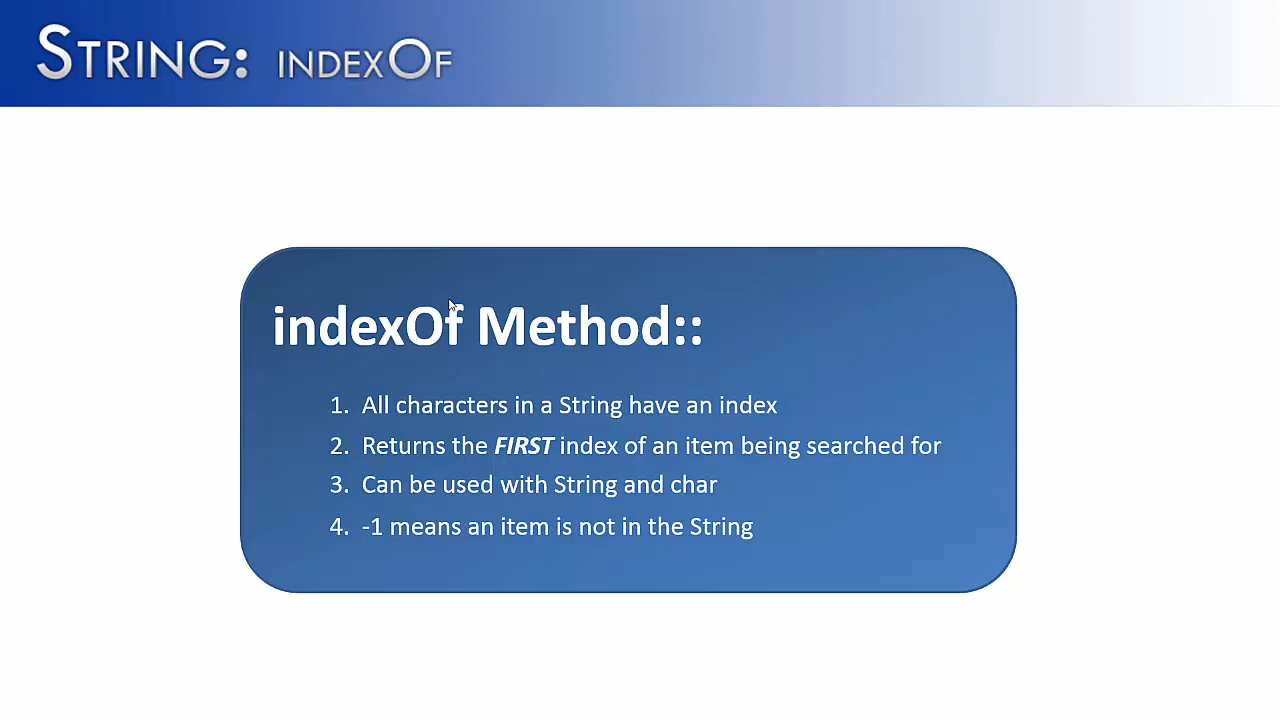 STRING: INDEXOF
indexOf Method::
1. All characters in a String have an index
2. Returns the FIRST index of an item being searched for
3. Can be used with String and char
4. -1 means an item is not in the String